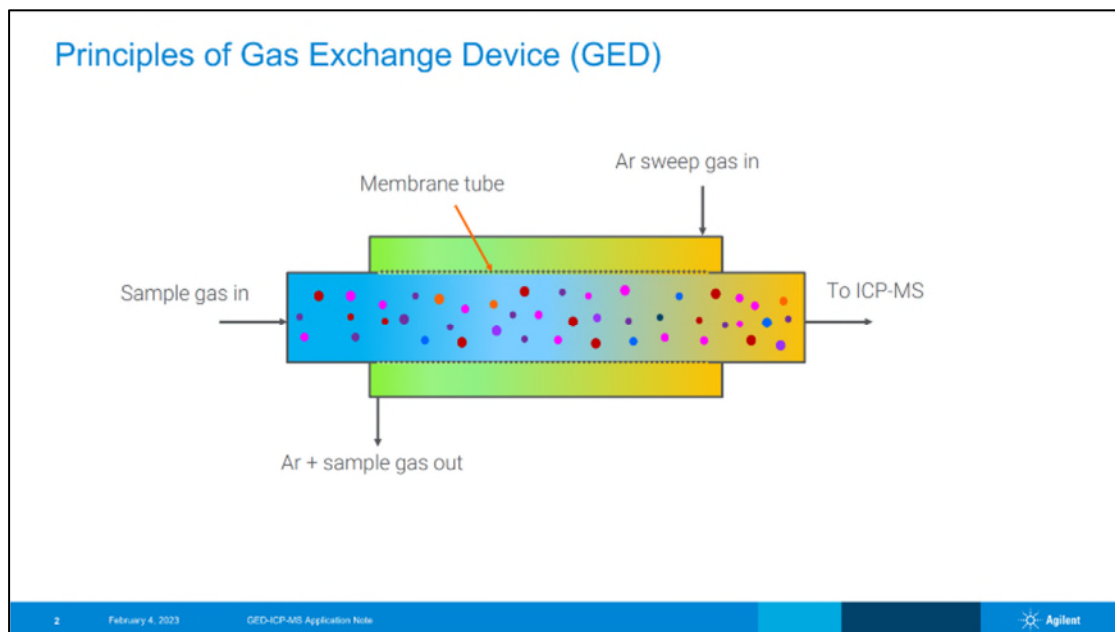 Principles of Gas Exchange Device (GED)
Ar sweep gas in
Membrane tube
Sample gas in
To ICP-MS
Ar + sample gas out
2 February 4, 2023 GED-ICP-MS Application Note Agilent